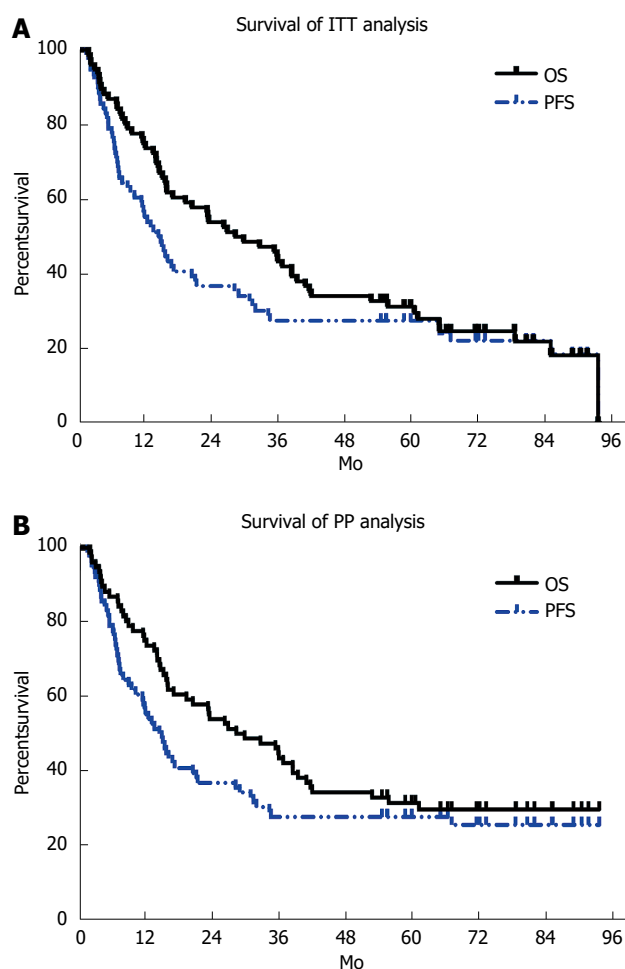 A
Survival of ITT analysis
100
80
60
40
20
0
Percentsurvival
OS
PFS
0 12 24 36 48 60 72 84 96
Mo
B
Survival of PP analysis
100
80
60
40
20
0
Percentsurvival
OS
PFS
0 12 24 36 48 60 72 84 96
Mo